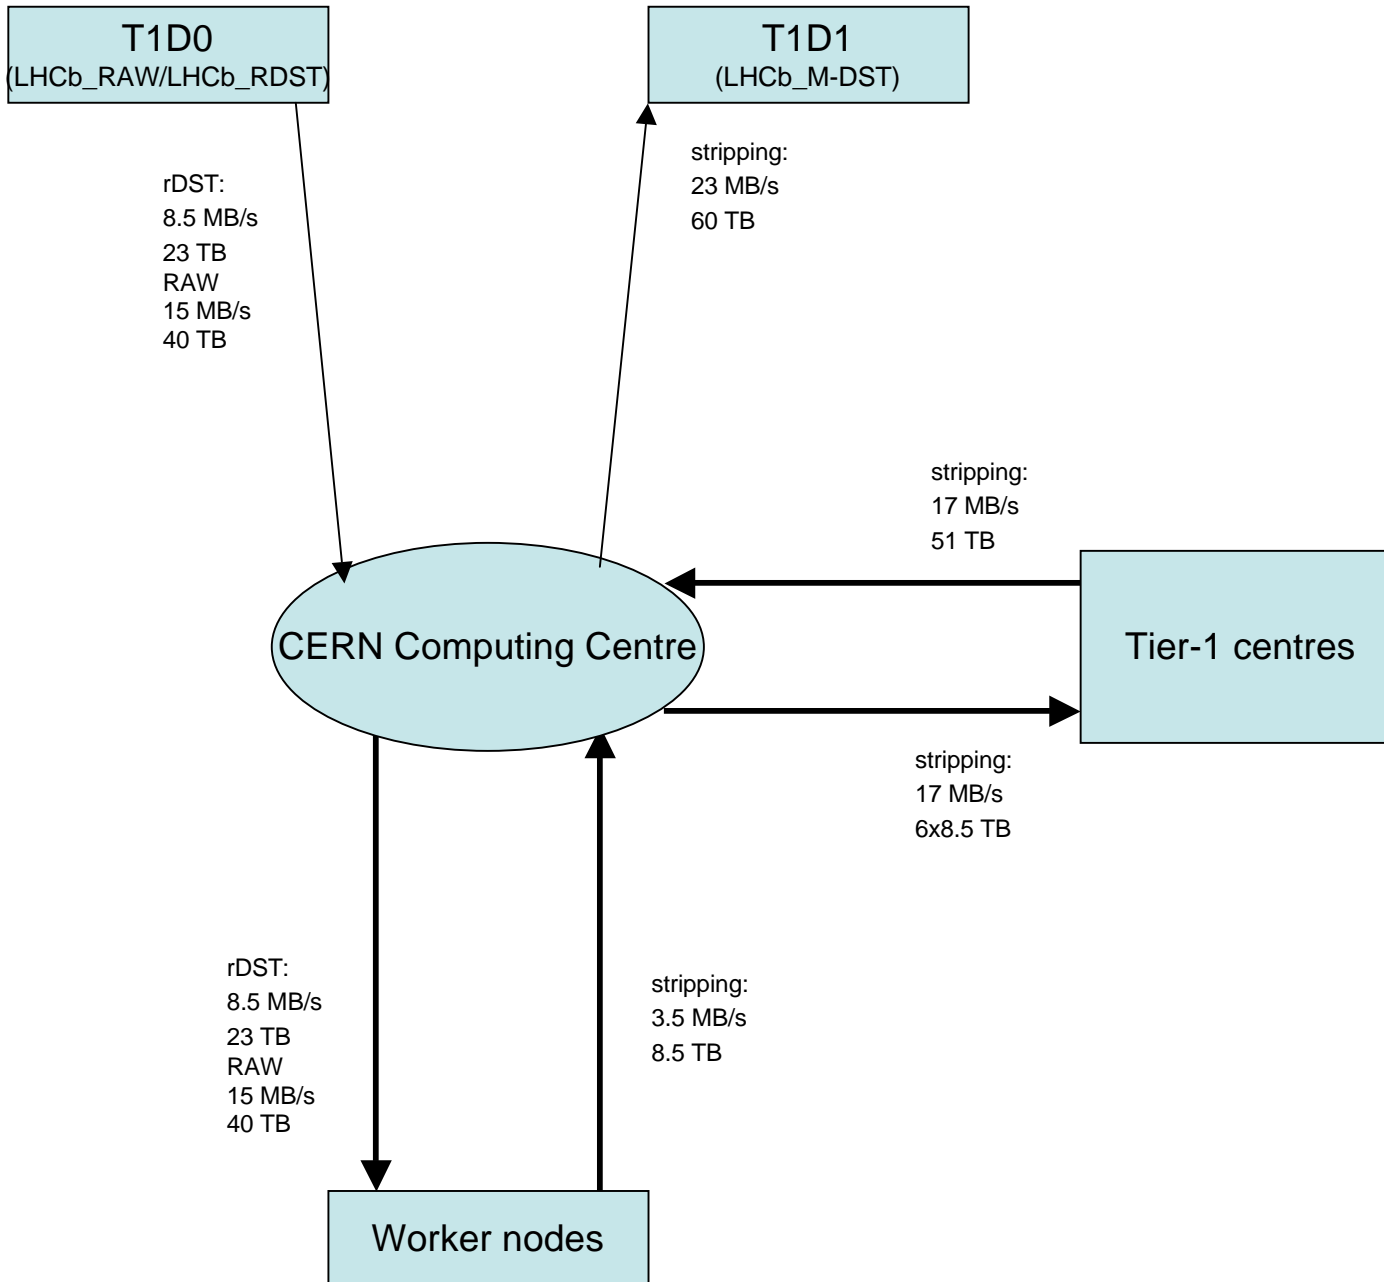 T1D0
(LHCb_RAW/LHCb_RDST)
T1D1
(LHCb_M-DST)
stripping:
23 MB/s
60 TB
rDST:
8.5 MB/s
23 TB
RAW
15 MB/s
40 TB
stripping:
17 MB/s
51 TB
CERN Computing Centre
Tier-1 centres
stripping:
17 MB/s
6x8.5 TB
rDST:
8.5 MB/s
23 TB
RAW
15 MB/s
40 TB
stripping:
3.5 MB/s
8.5 TB
Worker nodes